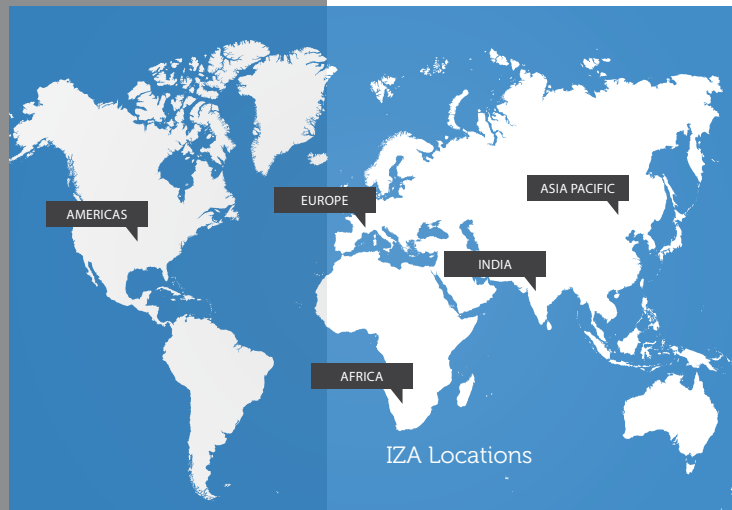 ASIA PACIFIC
EUROPE
AMERICAS
INDIA
AFRICA
IZA Locations